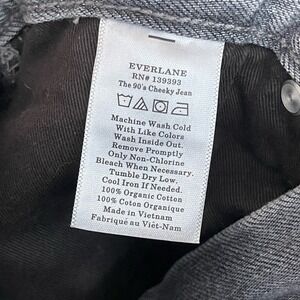 EVERLANE
RN# 139393
The 90's Cheeky Jean
Machine Wash Cold
With Like Colors
Wash Inside Out.
Remove Promptly
Only Non-Chlorine
Bleach When Necessary.
Tumble Dry Low.
Cool Iron If Needed.
100% Organic Cotton
100% Coton Organique
Made in Vietnam
Fabriqué au Viêt-Nam